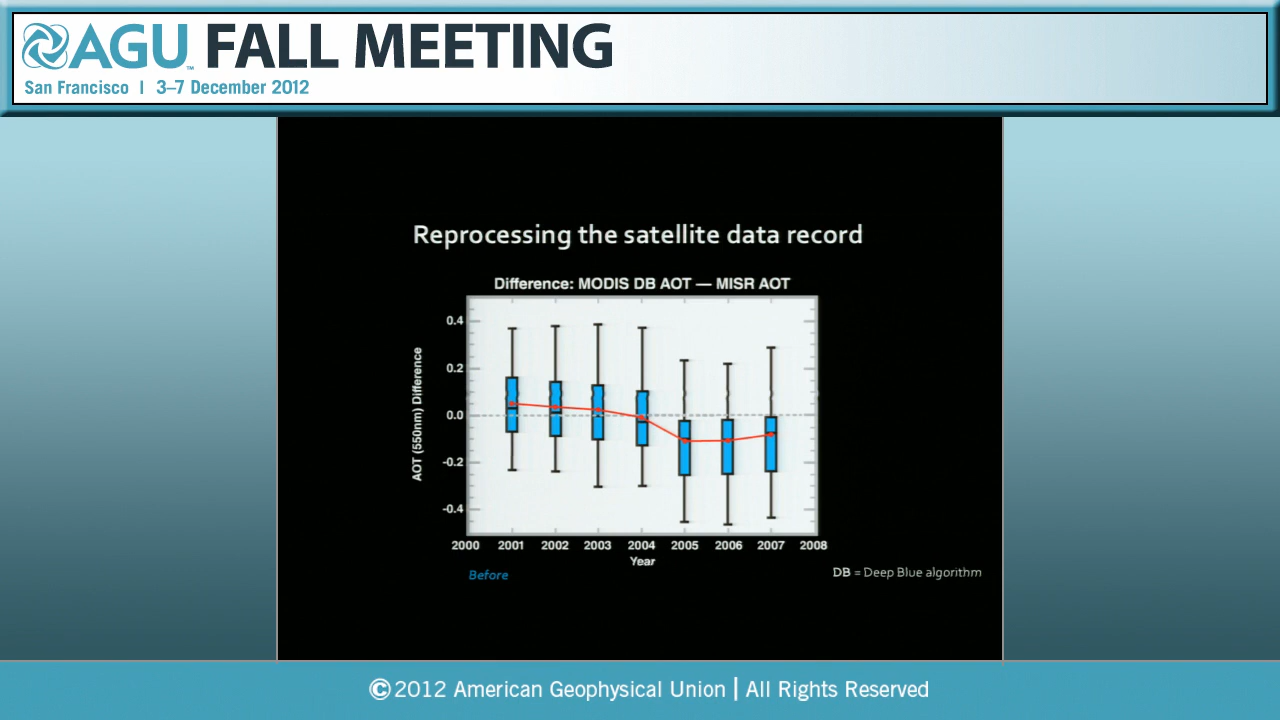 AGU™ FALL MEETING
San Francisco | 3–7 December 2012
Reprocessing the satellite data record
Difference: MODIS DB AOT — MISR AOT
AOT (550nm) Difference
0.4
0.2
0.0
-0.2
-0.4
2000 2001 2002 2003 2004 2005 2006 2007 2008
Year
Before
DB = Deep Blue algorithm
©2012 American Geophysical Union | All Rights Reserved